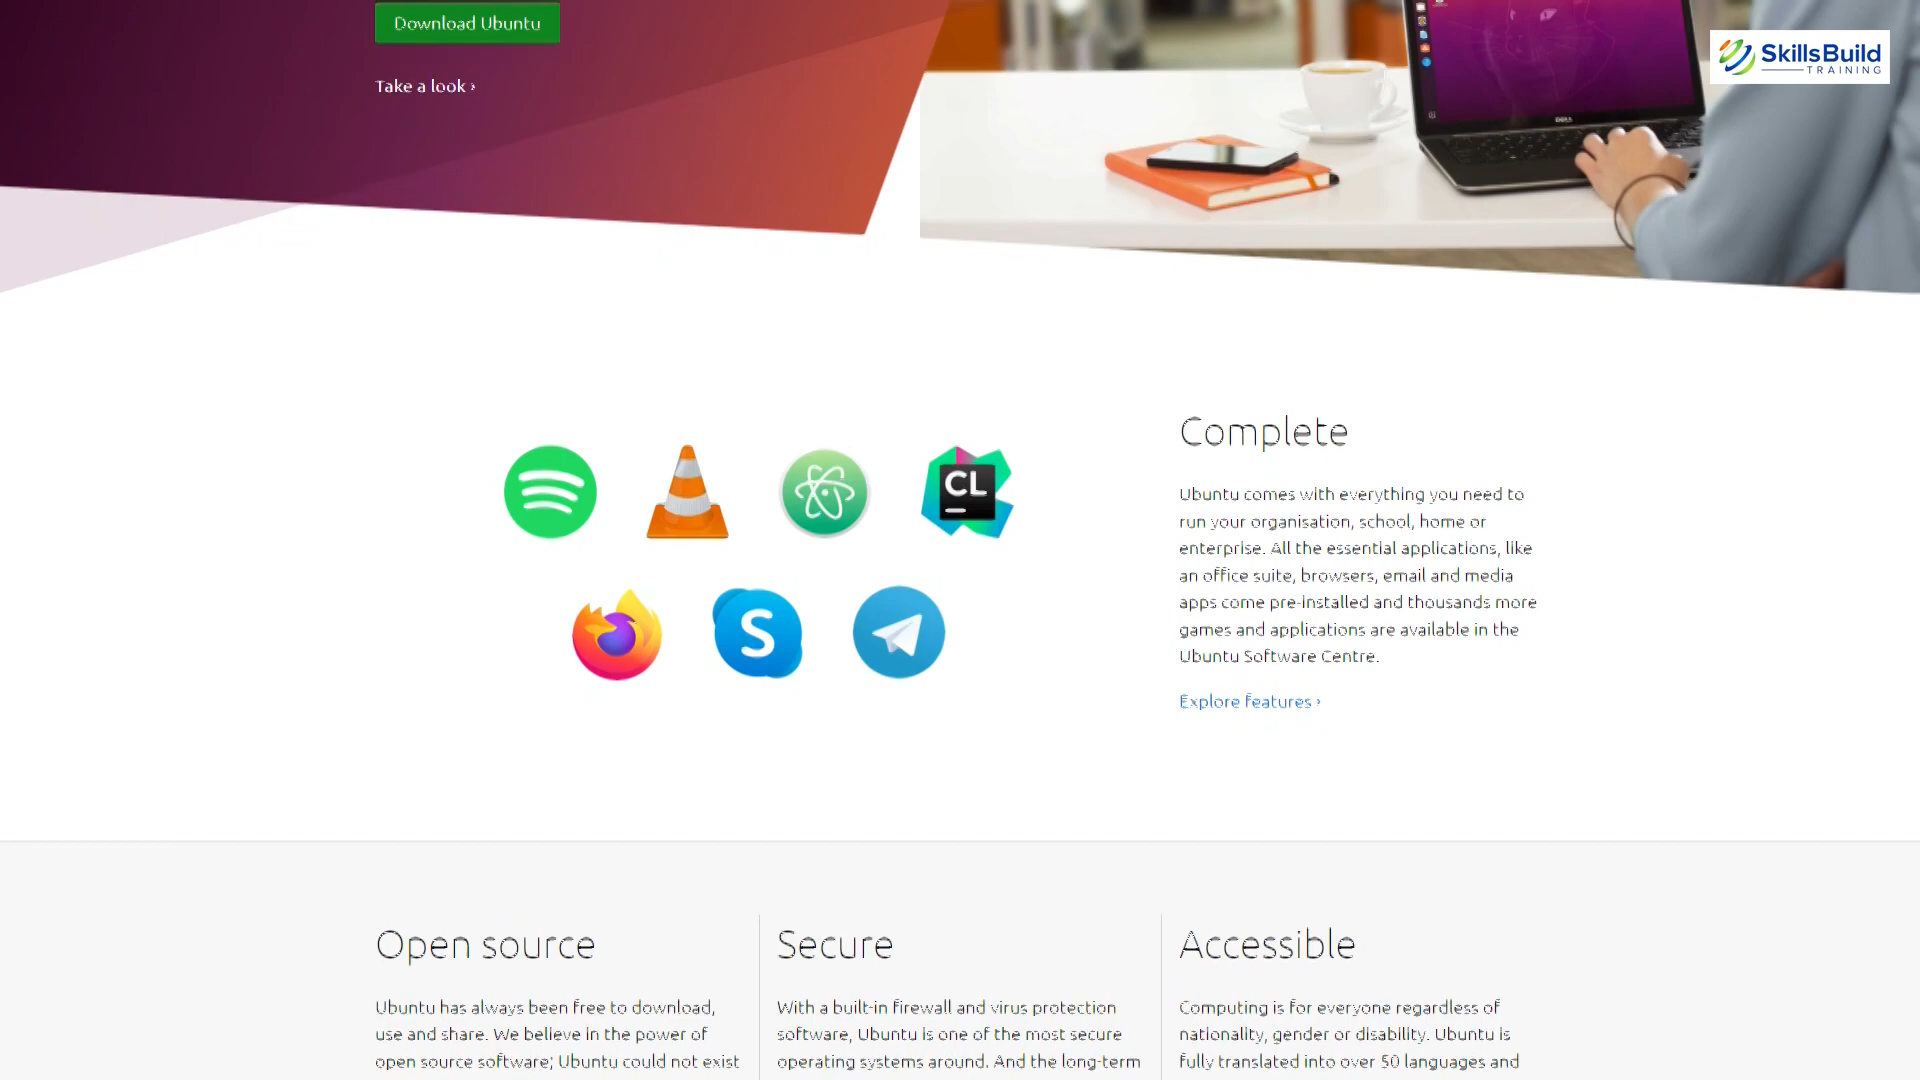 Download Ubuntu
Take a look ›
SkillsBuild
TRAINING
DELL
CL
S
Complete
Ubuntu comes with everything you need to
run your organisation, school, home or
enterprise. All the essential applications, like
an office suite, browsers, email and media
apps come pre-installed and thousands more
games and applications are available in the
Ubuntu Software Centre.
Explore features ›
Open source
Ubuntu has always been free to download,
use and share. We believe in the power of
open source software; Ubuntu could not exist
Secure
With a built-in firewall and virus protection
software, Ubuntu is one of the most secure
operating systems around. And the long-term
Accessible
Computing is for everyone regardless of
nationality, gender or disability. Ubuntu is
fully translated into over 50 languages and